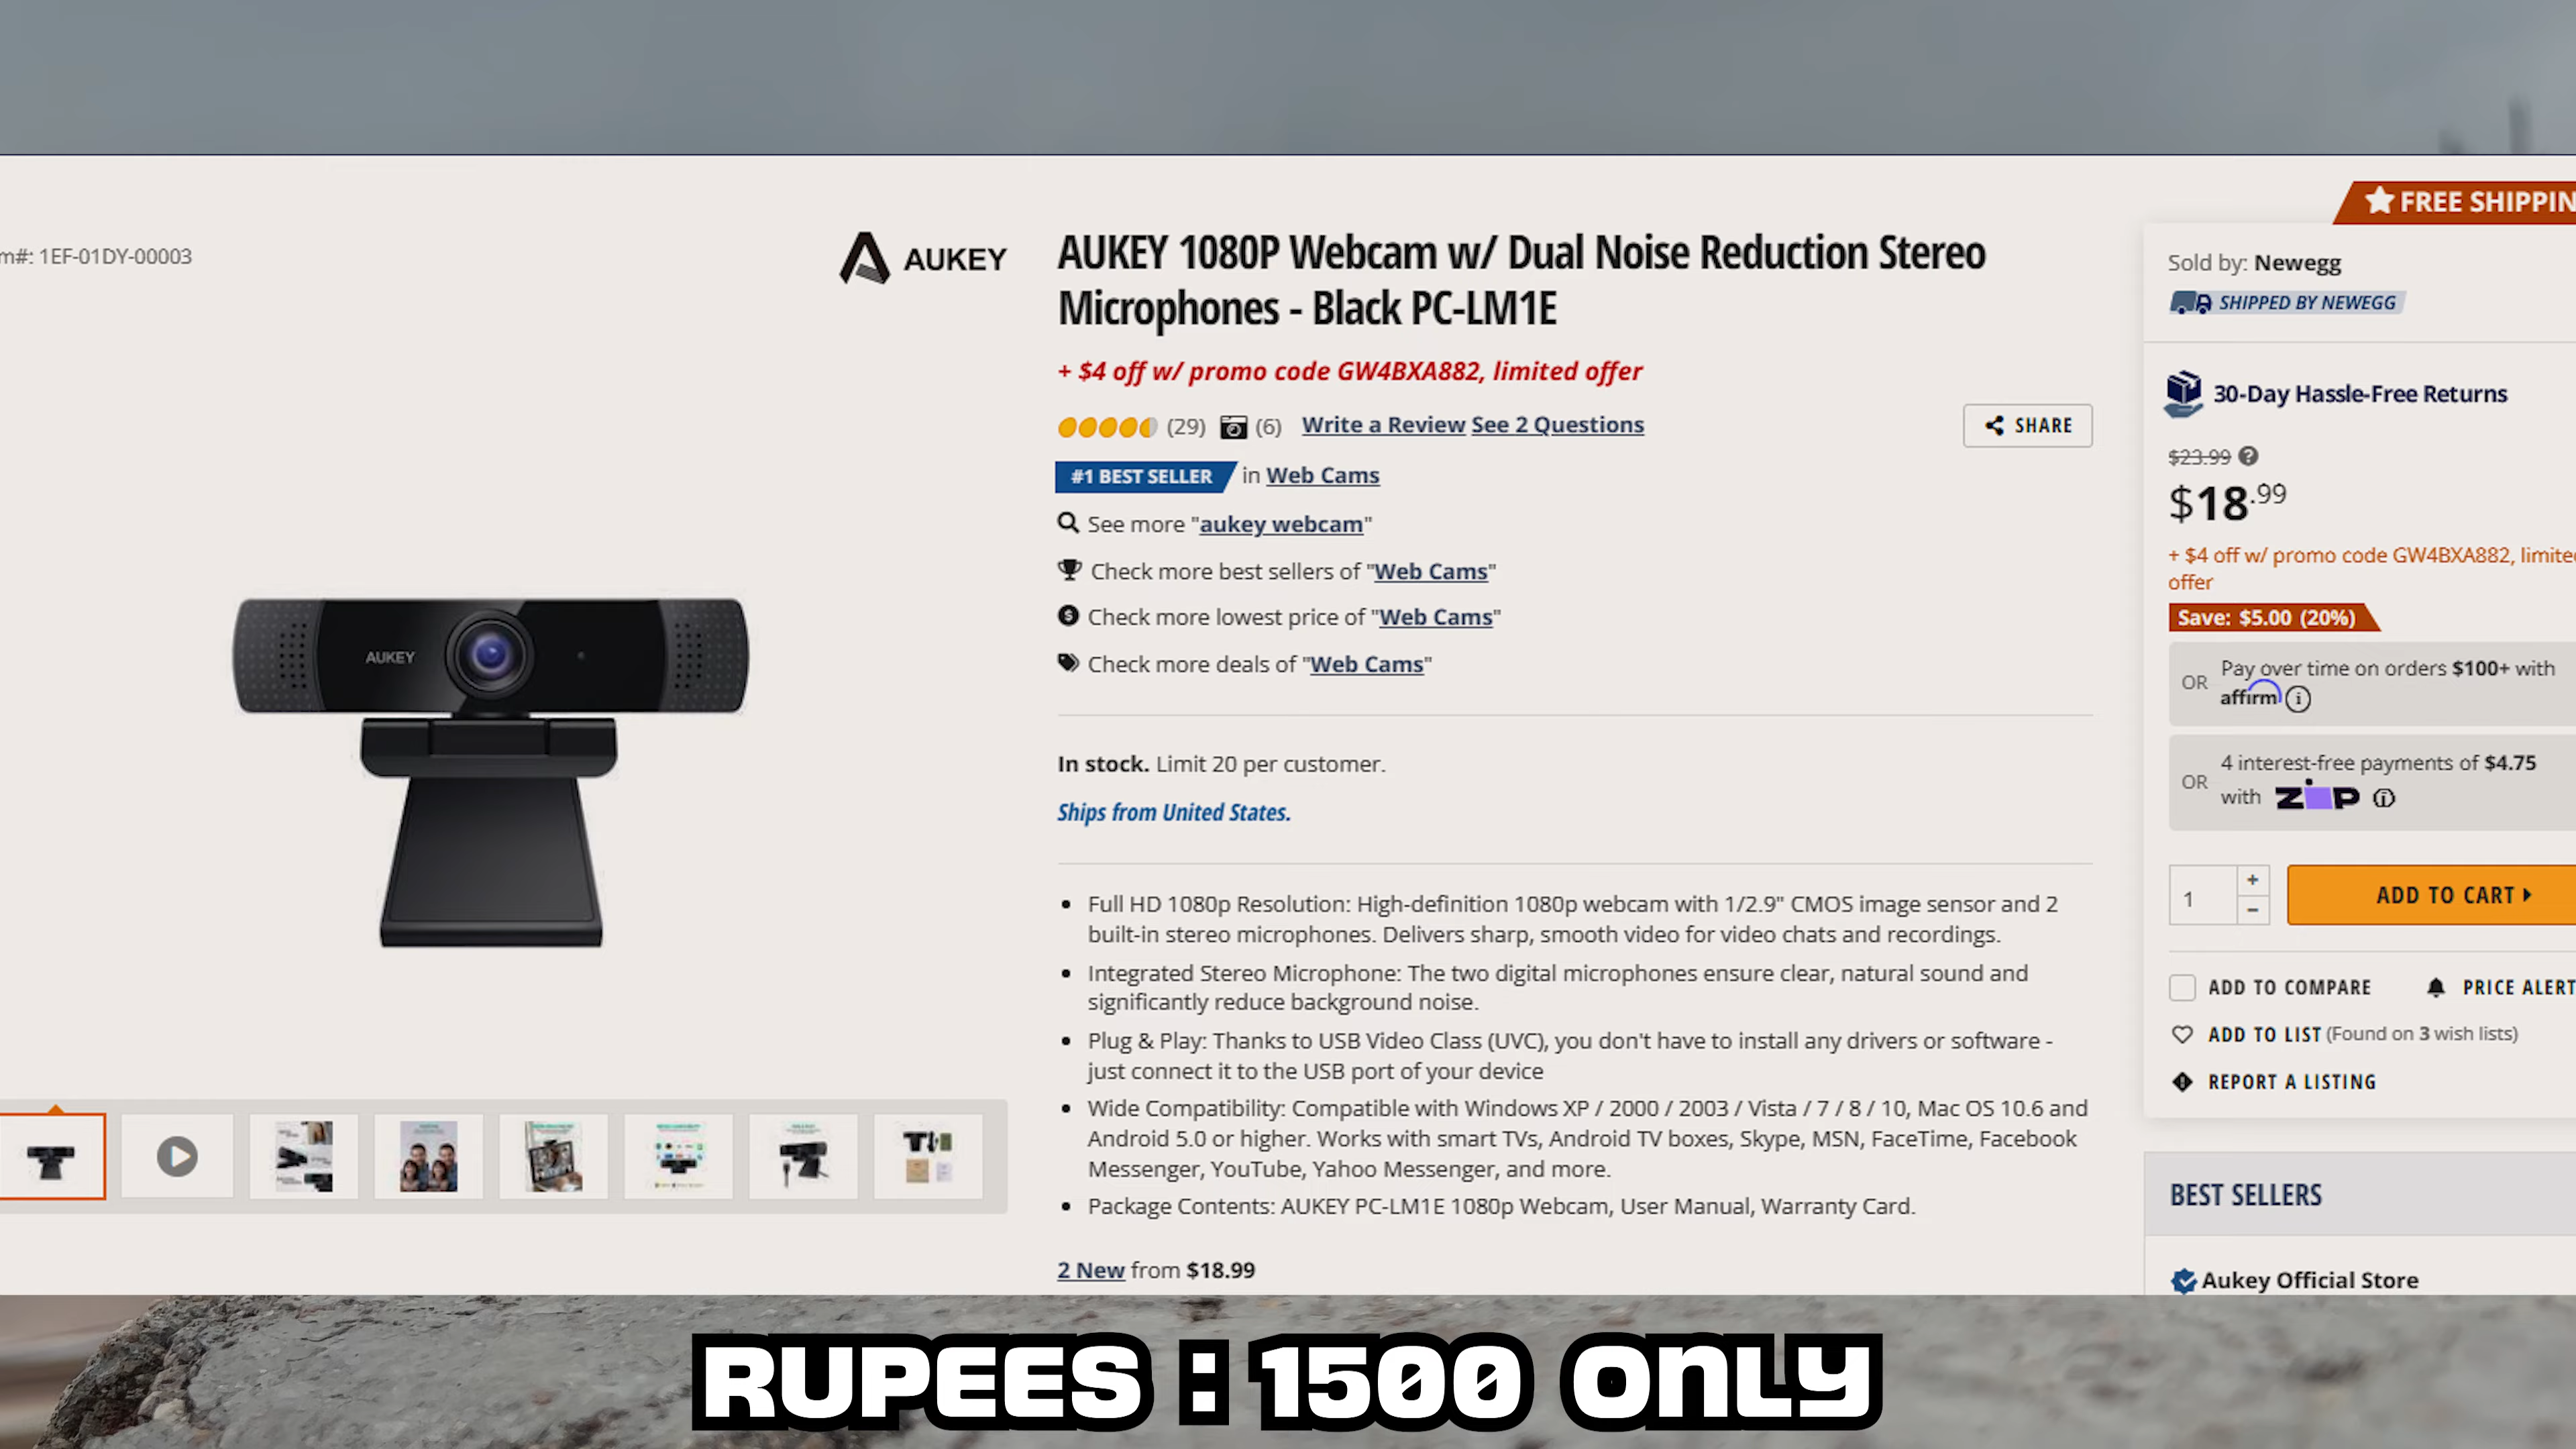 m#: 1EF-01DY-00003
AUKEY
AUKEY 1080P Webcam w/ Dual Noise Reduction Stereo
Microphones - Black PC-LM1E
+ $4 off w/ promo code GW4BXA882, limited offer
(29) (6) Write a Review See 2 Questions
SHARE
#1 BEST SELLER in Web Cams
See more "aukey webcam"
Check more best sellers of "Web Cams"
Check more lowest price of "Web Cams"
Check more deals of "Web Cams"
AUKEY
In stock. Limit 20 per customer.
Ships from United States.
• Full HD 1080p Resolution: High-definition 1080p webcam with 1/2.9" CMOS image sensor and 2
built-in stereo microphones. Delivers sharp, smooth video for video chats and recordings.
• Integrated Stereo Microphone: The two digital microphones ensure clear, natural sound and
significantly reduce background noise.
• Plug & Play: Thanks to USB Video Class (UVC), you don't have to install any drivers or software -
just connect it to the USB port of your device
• Wide Compatibility: Compatible with Windows XP / 2000 / 2003 / Vista / 7 / 8 / 10, Mac OS 10.6 and
Android 5.0 or higher. Works with smart TVs, Android TV boxes, Skype, MSN, FaceTime, Facebook
Messenger, YouTube, Yahoo Messenger, and more.
• Package Contents: AUKEY PC-LM1E 1080p Webcam, User Manual, Warranty Card.
2 New from $18.99
FREE SHIPPIN
Sold by: Newegg
SHIPPED BY NEWEGG
30-Day Hassle-Free Returns
$23.99
$18.99
+ $4 off w/ promo code GW4BXA882, limite
offer
Save: $5.00 (20%)
OR Pay over time on orders $100+ with
affirm
OR 4 interest-free payments of $4.75
with ZIP
1 + −
ADD TO CART
ADD TO COMPARE PRICE ALERT
ADD TO LIST (Found on 3 wish lists)
REPORT A LISTING
BEST SELLERS
Aukey Official Store
RUPEES : 1500 ONLY